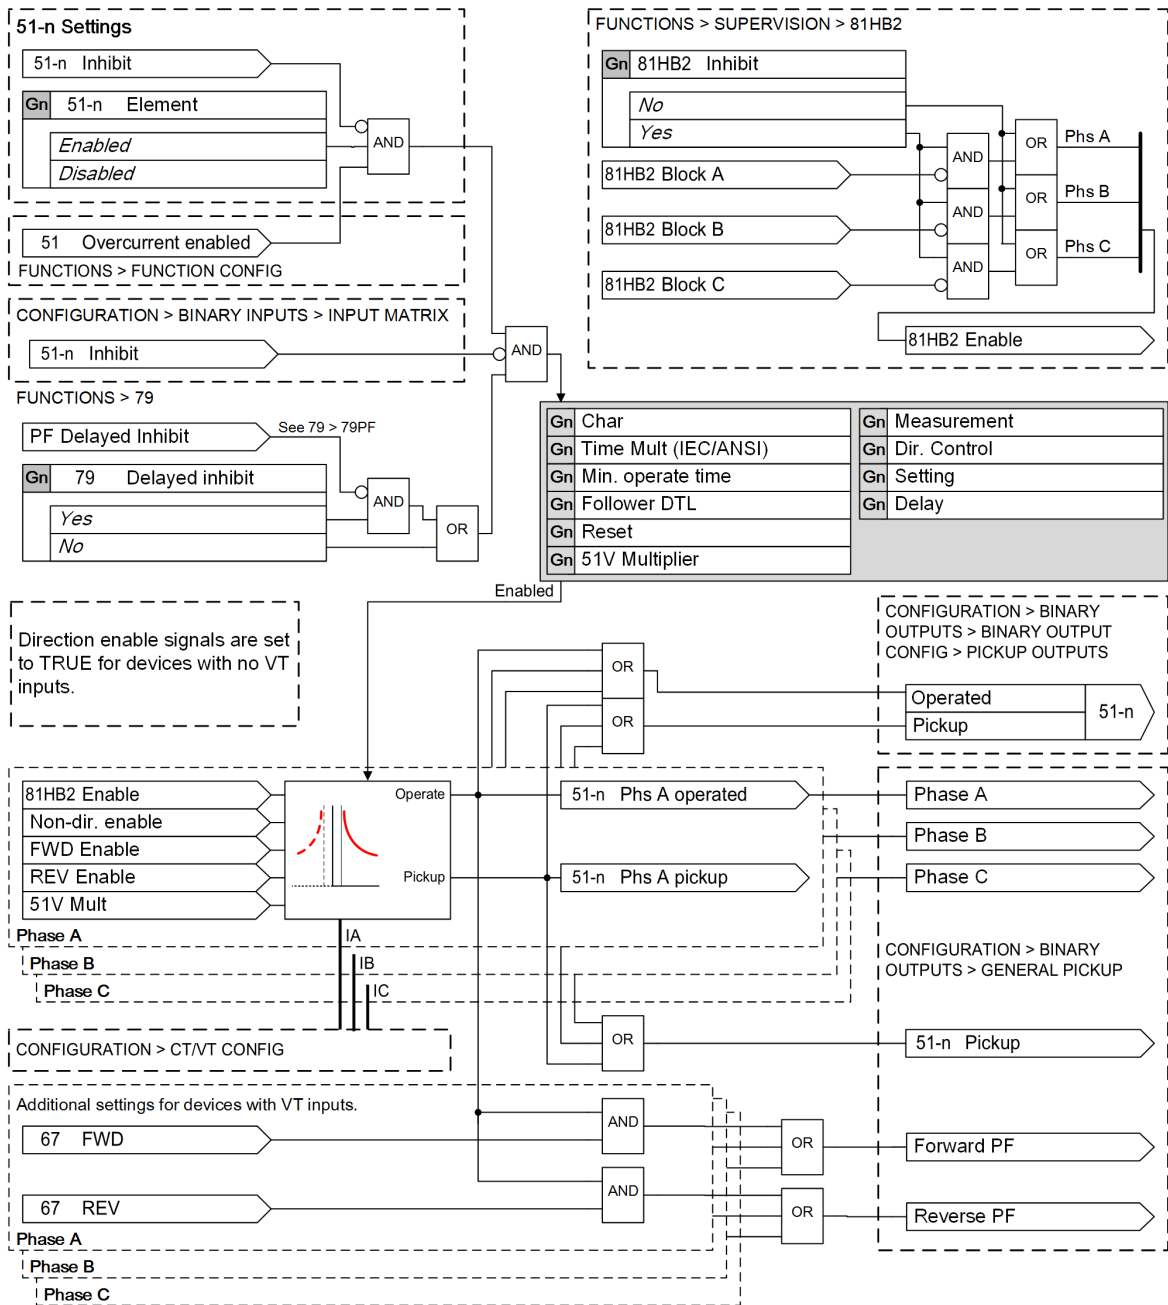 51-n Settings
51-n Inhibit
Gn 51-n Element
Enabled
Disabled
AND
51 Overcurrent enabled
FUNCTIONS > FUNCTION CONFIG
CONFIGURATION > BINARY INPUTS > INPUT MATRIX
51-n Inhibit
AND
FUNCTIONS > 79
PF Delayed Inhibit
See 79 > 79PF
Gn 79 Delayed inhibit
Yes
No
AND
OR
FUNCTIONS > SUPERVISION > 81HB2
Gn 81HB2 Inhibit
No
Yes
81HB2 Block A
81HB2 Block B
81HB2 Block C
AND
AND
AND
OR
OR
OR
Phs A
Phs B
Phs C
81HB2 Enable
Gn Char
Gn Time Mult (IEC/ANSI)
Gn Min. operate time
Gn Follower DTL
Gn Reset
Gn 51V Multiplier
Gn Measurement
Gn Dir. Control
Gn Setting
Gn Delay
Enabled
Direction enable signals are set
to TRUE for devices with no VT
inputs.
OR
OR
CONFIGURATION > BINARY
OUTPUTS > BINARY OUTPUT
CONFIG > PICKUP OUTPUTS
Operated
Pickup
51-n
81HB2 Enable
Non-dir. enable
FWD Enable
REV Enable
51V Mult
Operate
Pickup
51-n Phs A operated
51-n Phs A pickup
Phase A
Phase B
Phase C
IA
IB
IC
Phase A
Phase B
Phase C
CONFIGURATION > BINARY
OUTPUTS > GENERAL PICKUP
CONFIGURATION > CT/VT CONFIG
OR
51-n Pickup
Additional settings for devices with VT inputs.
67 FWD
67 REV
AND
AND
OR
OR
Forward PF
Reverse PF
Phase A
Phase B
Phase C